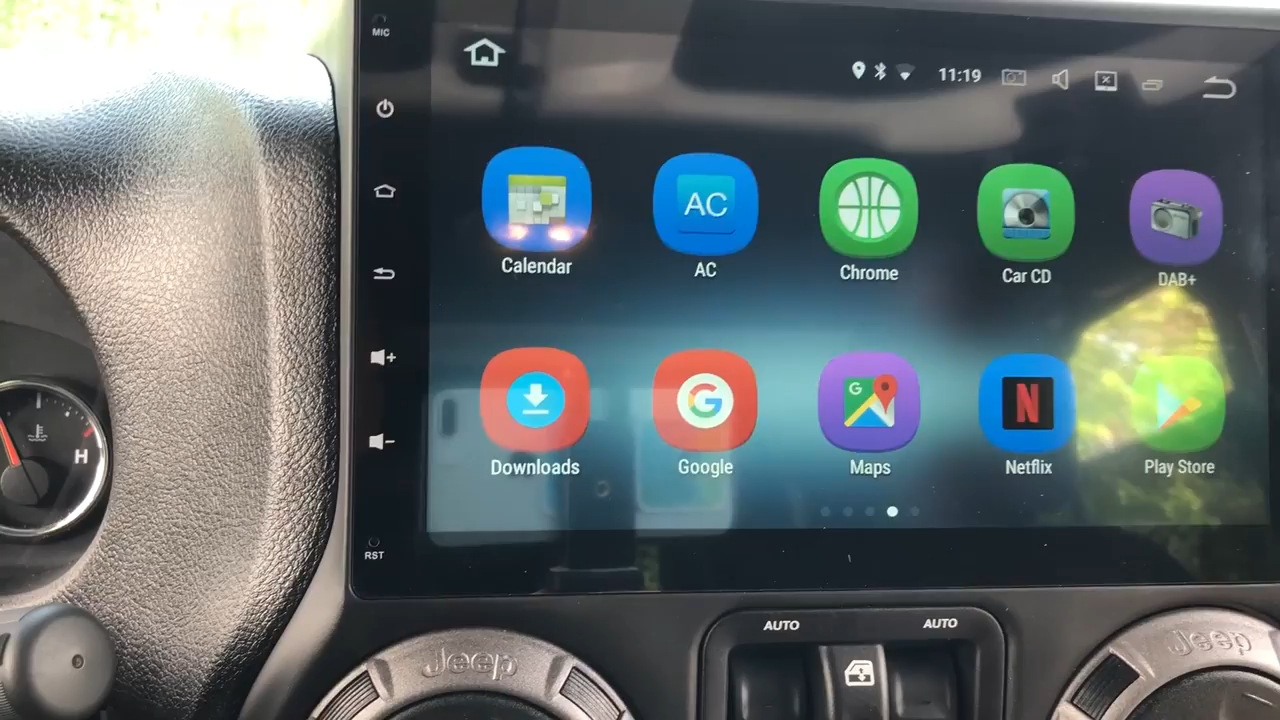 MIC
11:19
AC
Calendar
AC
Chrome
Car CD
DAB+
G
G
N
Downloads
Google
Maps
Netflix
Play Store
H
RST
AUTO
AUTO
Jeep
Jeep